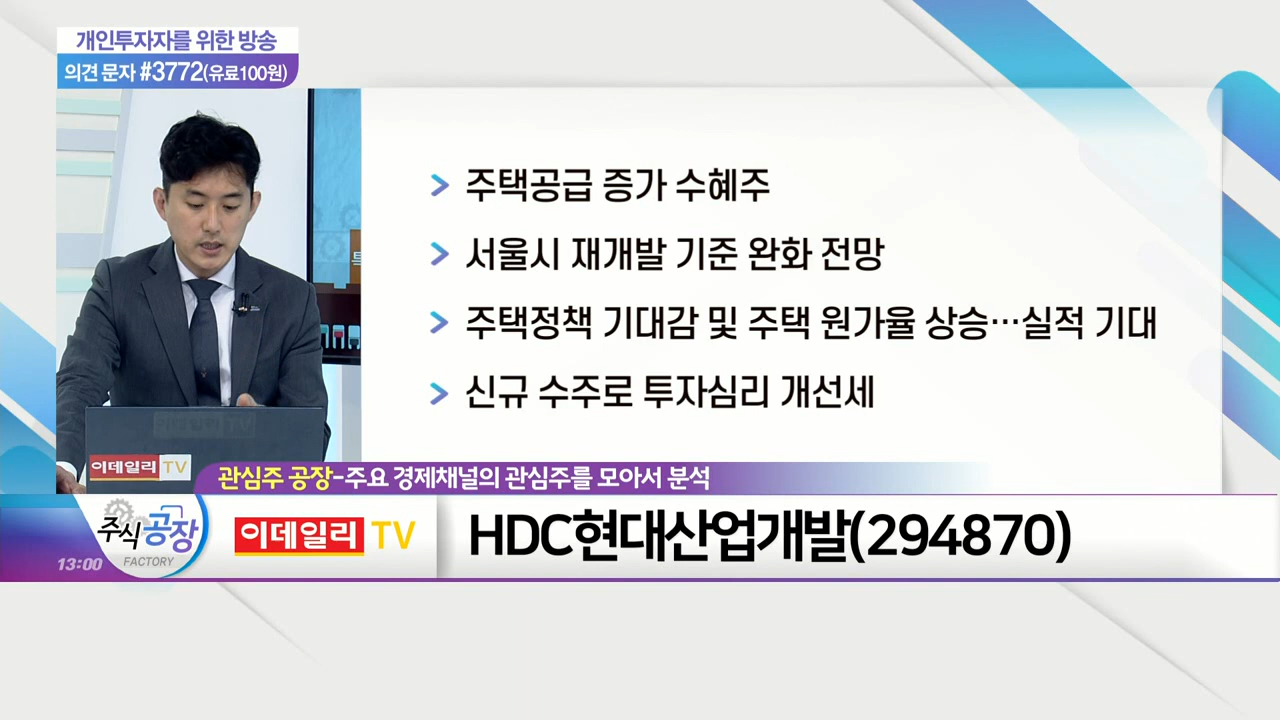 개인투자자를 위한 방송
의견 문자 #3772(유료100원)
> 주택공급 증가 수혜주
> 서울시 재개발 기준 완화 전망
> 주택정책 기대감 및 주택 원가율 상승…실적 기대
> 신규 수주로 투자심리 개선세
이데일리 TV
관심주 공장-주요 경제채널의 관심주를 모아서 분석
주식공장
FACTORY
13:00
이데일리 TV
HDC현대산업개발(294870)